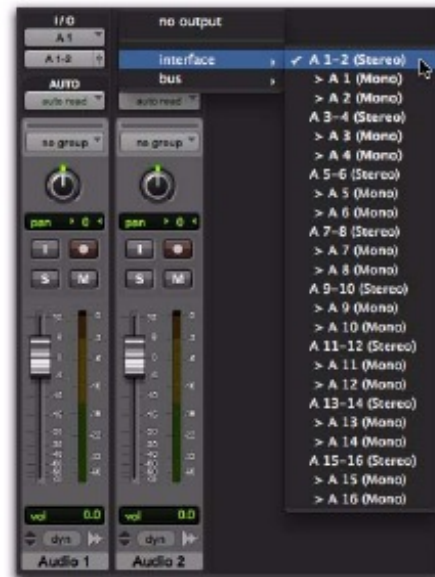 I/O
no output
A 1
A 1-2
interface
bus
AUTO
auto read
auto read
no group
no group
pan > 0 <
pan > 0 <
I
I
S M
S M
vol 0.0
vol 0.0
dyn
dyn
Audio 1
Audio 2
A 1-2 (Stereo)
> A 1 (Mono)
> A 2 (Mono)
A 3-4 (Stereo)
> A 3 (Mono)
> A 4 (Mono)
A 5-6 (Stereo)
> A 5 (Mono)
> A 6 (Mono)
A 7-8 (Stereo)
> A 7 (Mono)
> A 8 (Mono)
A 9-10 (Stereo)
> A 9 (Mono)
> A 10 (Mono)
A 11-12 (Stereo)
> A 11 (Mono)
> A 12 (Mono)
A 13-14 (Stereo)
> A 13 (Mono)
> A 14 (Mono)
A 15-16 (Stereo)
> A 15 (Mono)
> A 16 (Mono)